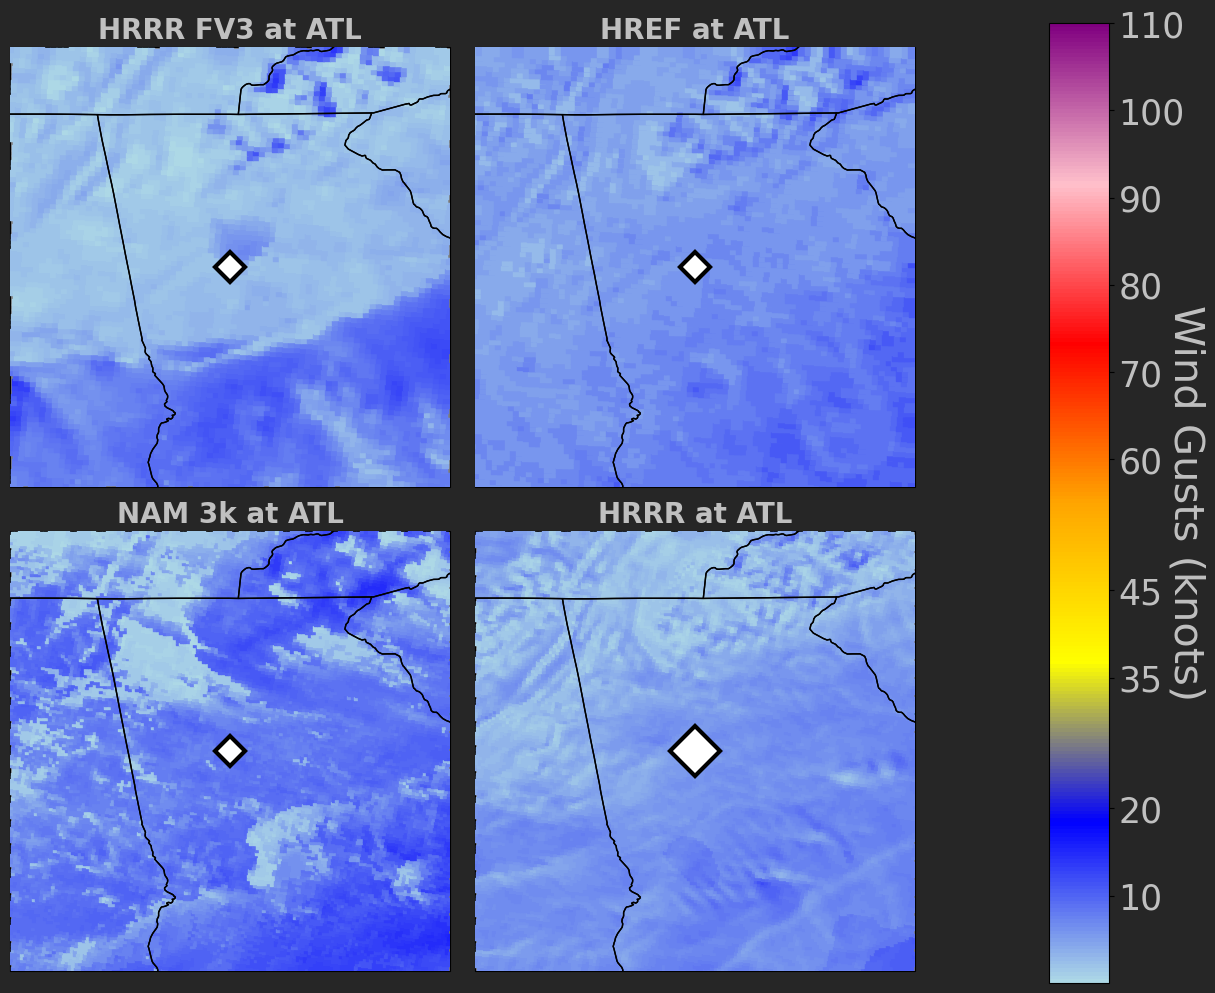 HRRR FV3 at ATL
HREF at ATL
NAM 3k at ATL
HRRR at ATL
110
100
90
80
70
60
45
35
20
10
Wind Gusts (knots)